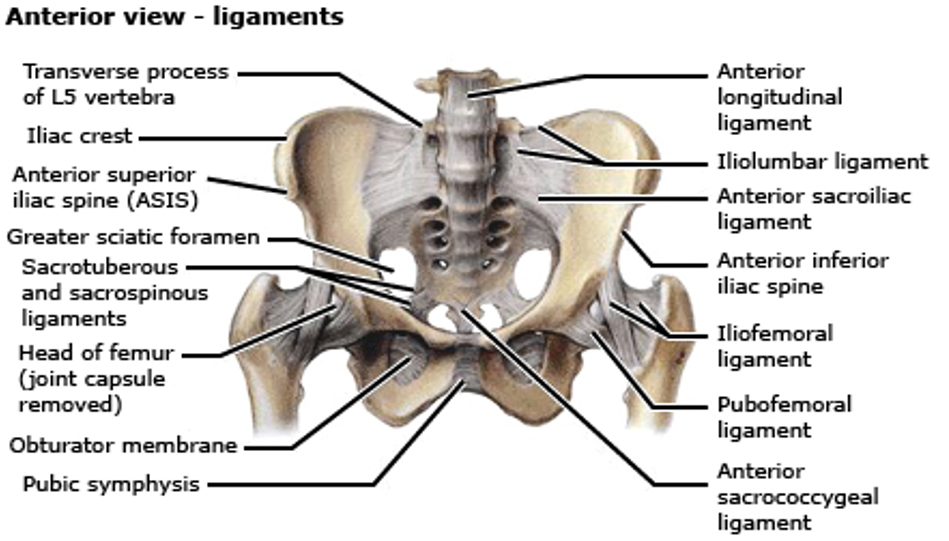 Anterior view - ligaments
Transverse process
of L5 vertebra
Iliac crest
Anterior superior
iliac spine (ASIS)
Greater sciatic foramen
Sacrotuberous
and sacrospinous
ligaments
Head of femur
(joint capsule
removed)
Obturator membrane
Pubic symphysis
Anterior
longitudinal
ligament
Iliolumbar ligament
Anterior sacroiliac
ligament
Anterior inferior
iliac spine
Iliofemoral
ligament
Pubofemoral
ligament
Anterior
sacrococcygeal
ligament